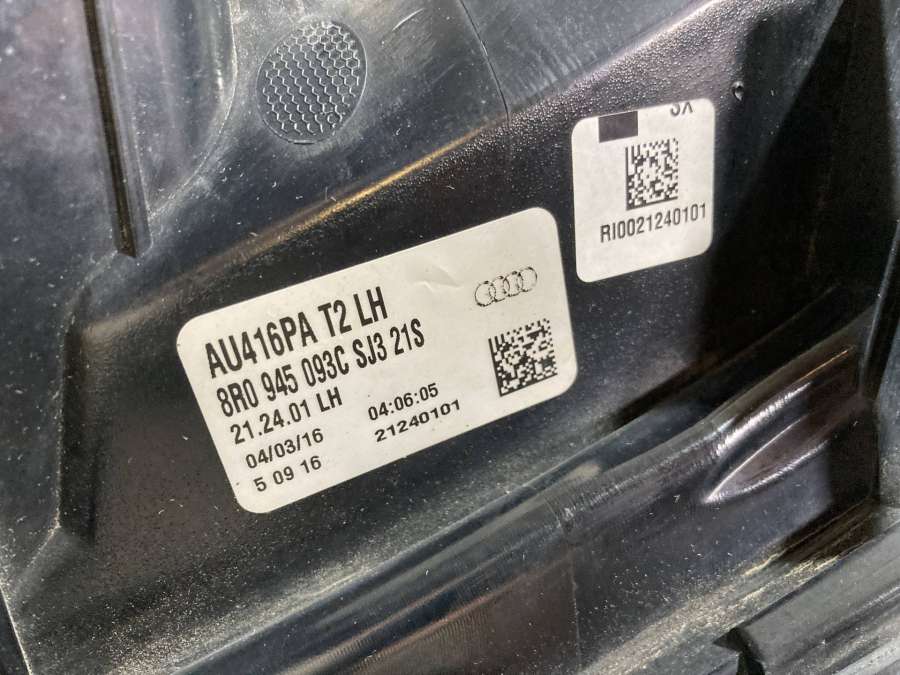 SX
RI0021240101
AU416PA T2 LH
8R0 945 093C SJ3 21S
21.24.01 LH
04/03/16 04:06:05
5 09 16 21240101